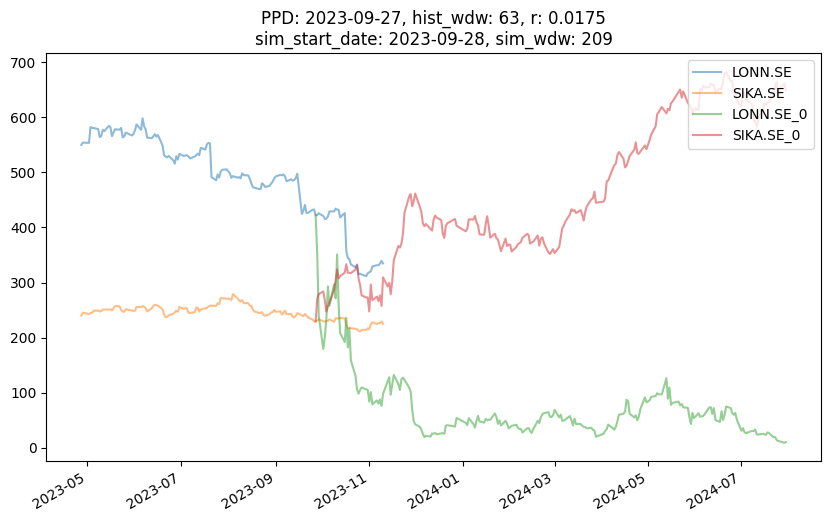 PPD: 2023-09-27, hist_wdw: 63, r: 0.0175
sim_start_date: 2023-09-28, sim_wdw: 209
700
600
500
400
300
200
100
0
LONN.SE
SIKA.SE
LONN.SE_0
SIKA.SE_0
2023-05
2023-07
2023-09
2023-11
2024-01
2024-03
2024-05
2024-07